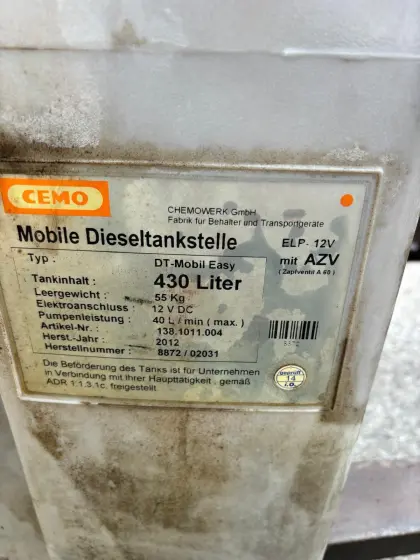 CEMO
CHEMOWERK GmbH
Fabrik für Behälter und Transportgeräte
Mobile Dieseltankstelle
ELP- 12V
mit AZV
( Zapfventil A 60 )
Typ : DT-Mobil Easy
Tankinhalt : 430 Liter
Leergewicht : 55 Kg
Elektroanschluss : 12 V DC
Pumpenleistung : 40 L / min ( max. )
Artikel-Nr. : 138.1011.004
Herst.-Jahr : 2012
Herstellnummer : 8872 / 02031
Die Beförderung des Tanks ist für Unternehmen
in Verbindung mit ihrer Haupttätigkeit , gemäß
ADR 1.1.3.1c, freigestellt.
geprüft
14
i.O.